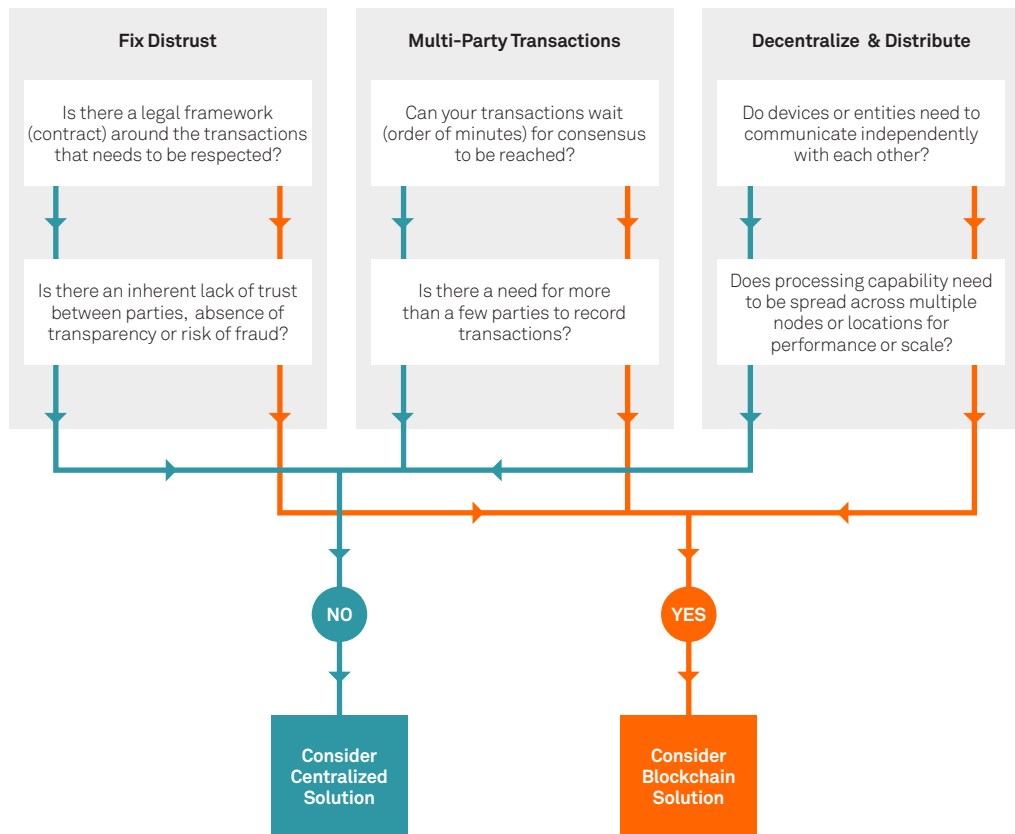 Fix Distrust
Is there a legal framework
(contract) around the transactions
that needs to be respected?
Is there an inherent lack of trust
between parties, absence of
transparency or risk of fraud?
Multi-Party Transactions
Can your transactions wait
(order of minutes) for consensus
to be reached?
Is there a need for more
than a few parties to record
transactions?
Decentralize & Distribute
Do devices or entities need to
communicate independently
with each other?
Does processing capability need
to be spread across multiple
nodes or locations for
performance or scale?
NO
YES
Consider
Centralized
Solution
Consider
Blockchain
Solution